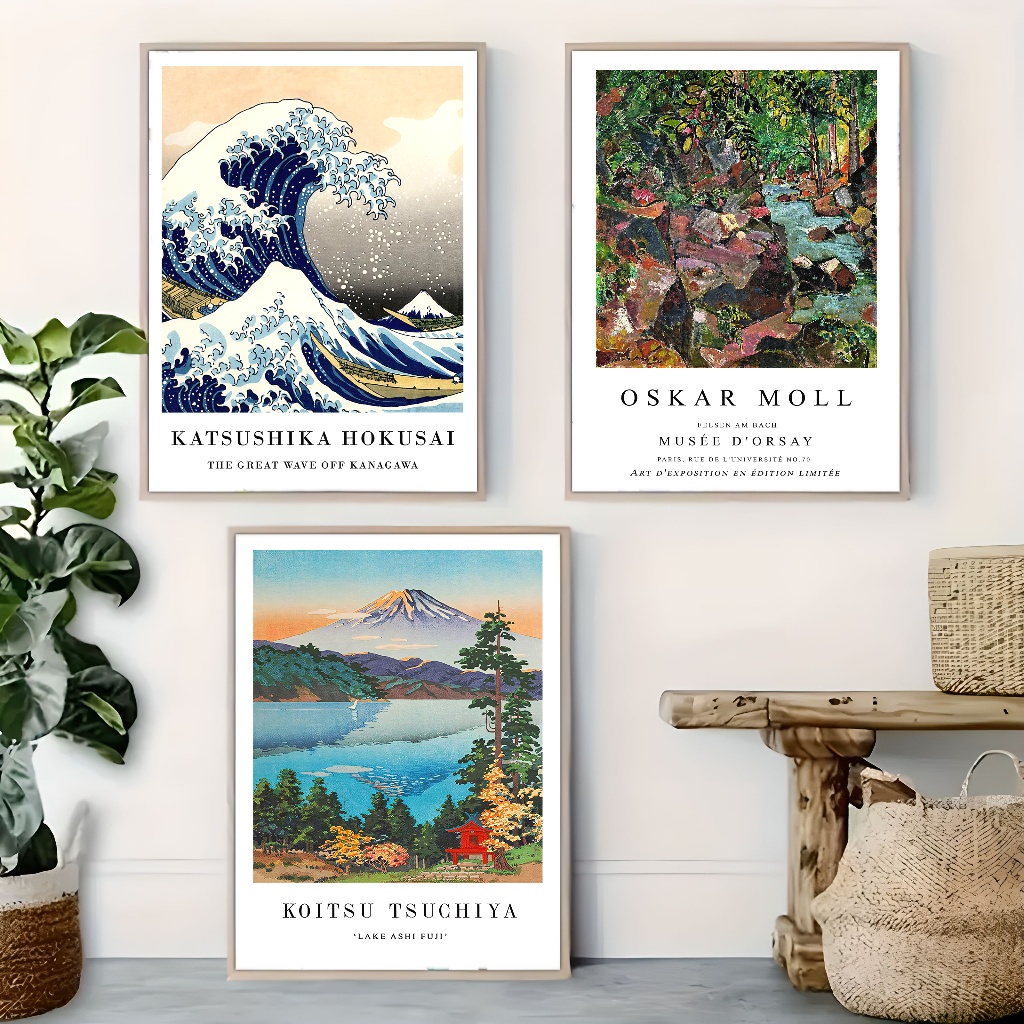 KATSUSHIKA HOKUSAI
THE GREAT WAVE OFF KANAGAWA
OSKAR MOLL
FELSEN AM BACH
MUSÉE D'ORSAY
PARIS, RUE DE L'UNIVERSITÉ NO.70
ART D'EXPOSITION EN ÉDITION LIMITÉE
KOITSU TSUCHIYA
'LAKE ASHI FUJI'